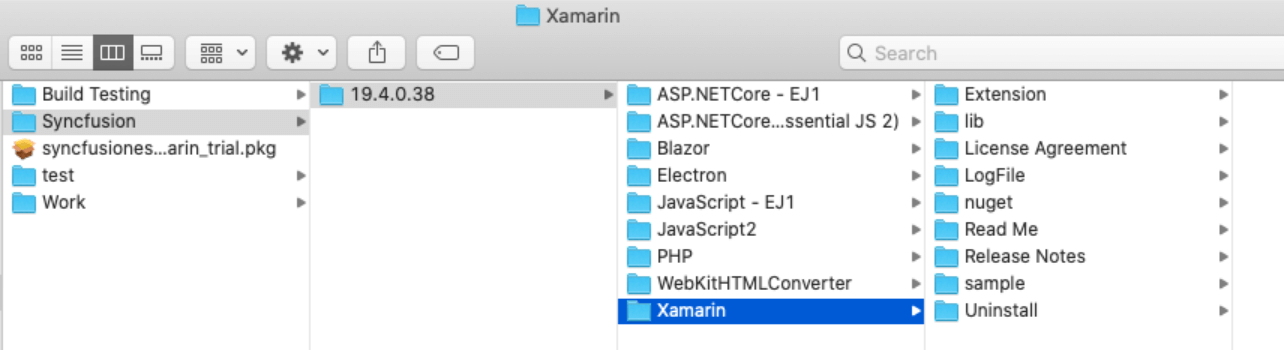 Xamarin
Search
Build Testing
Syncfusion
syncfusiones...arin_trial.pkg
test
Work
19.4.0.38
ASP.NETCore - EJ1
ASP.NETCore...ssential JS 2)
Blazor
Electron
JavaScript - EJ1
JavaScript2
PHP
WebKitHTMLConverter
Xamarin
Extension
lib
License Agreement
LogFile
nuget
Read Me
Release Notes
sample
Uninstall